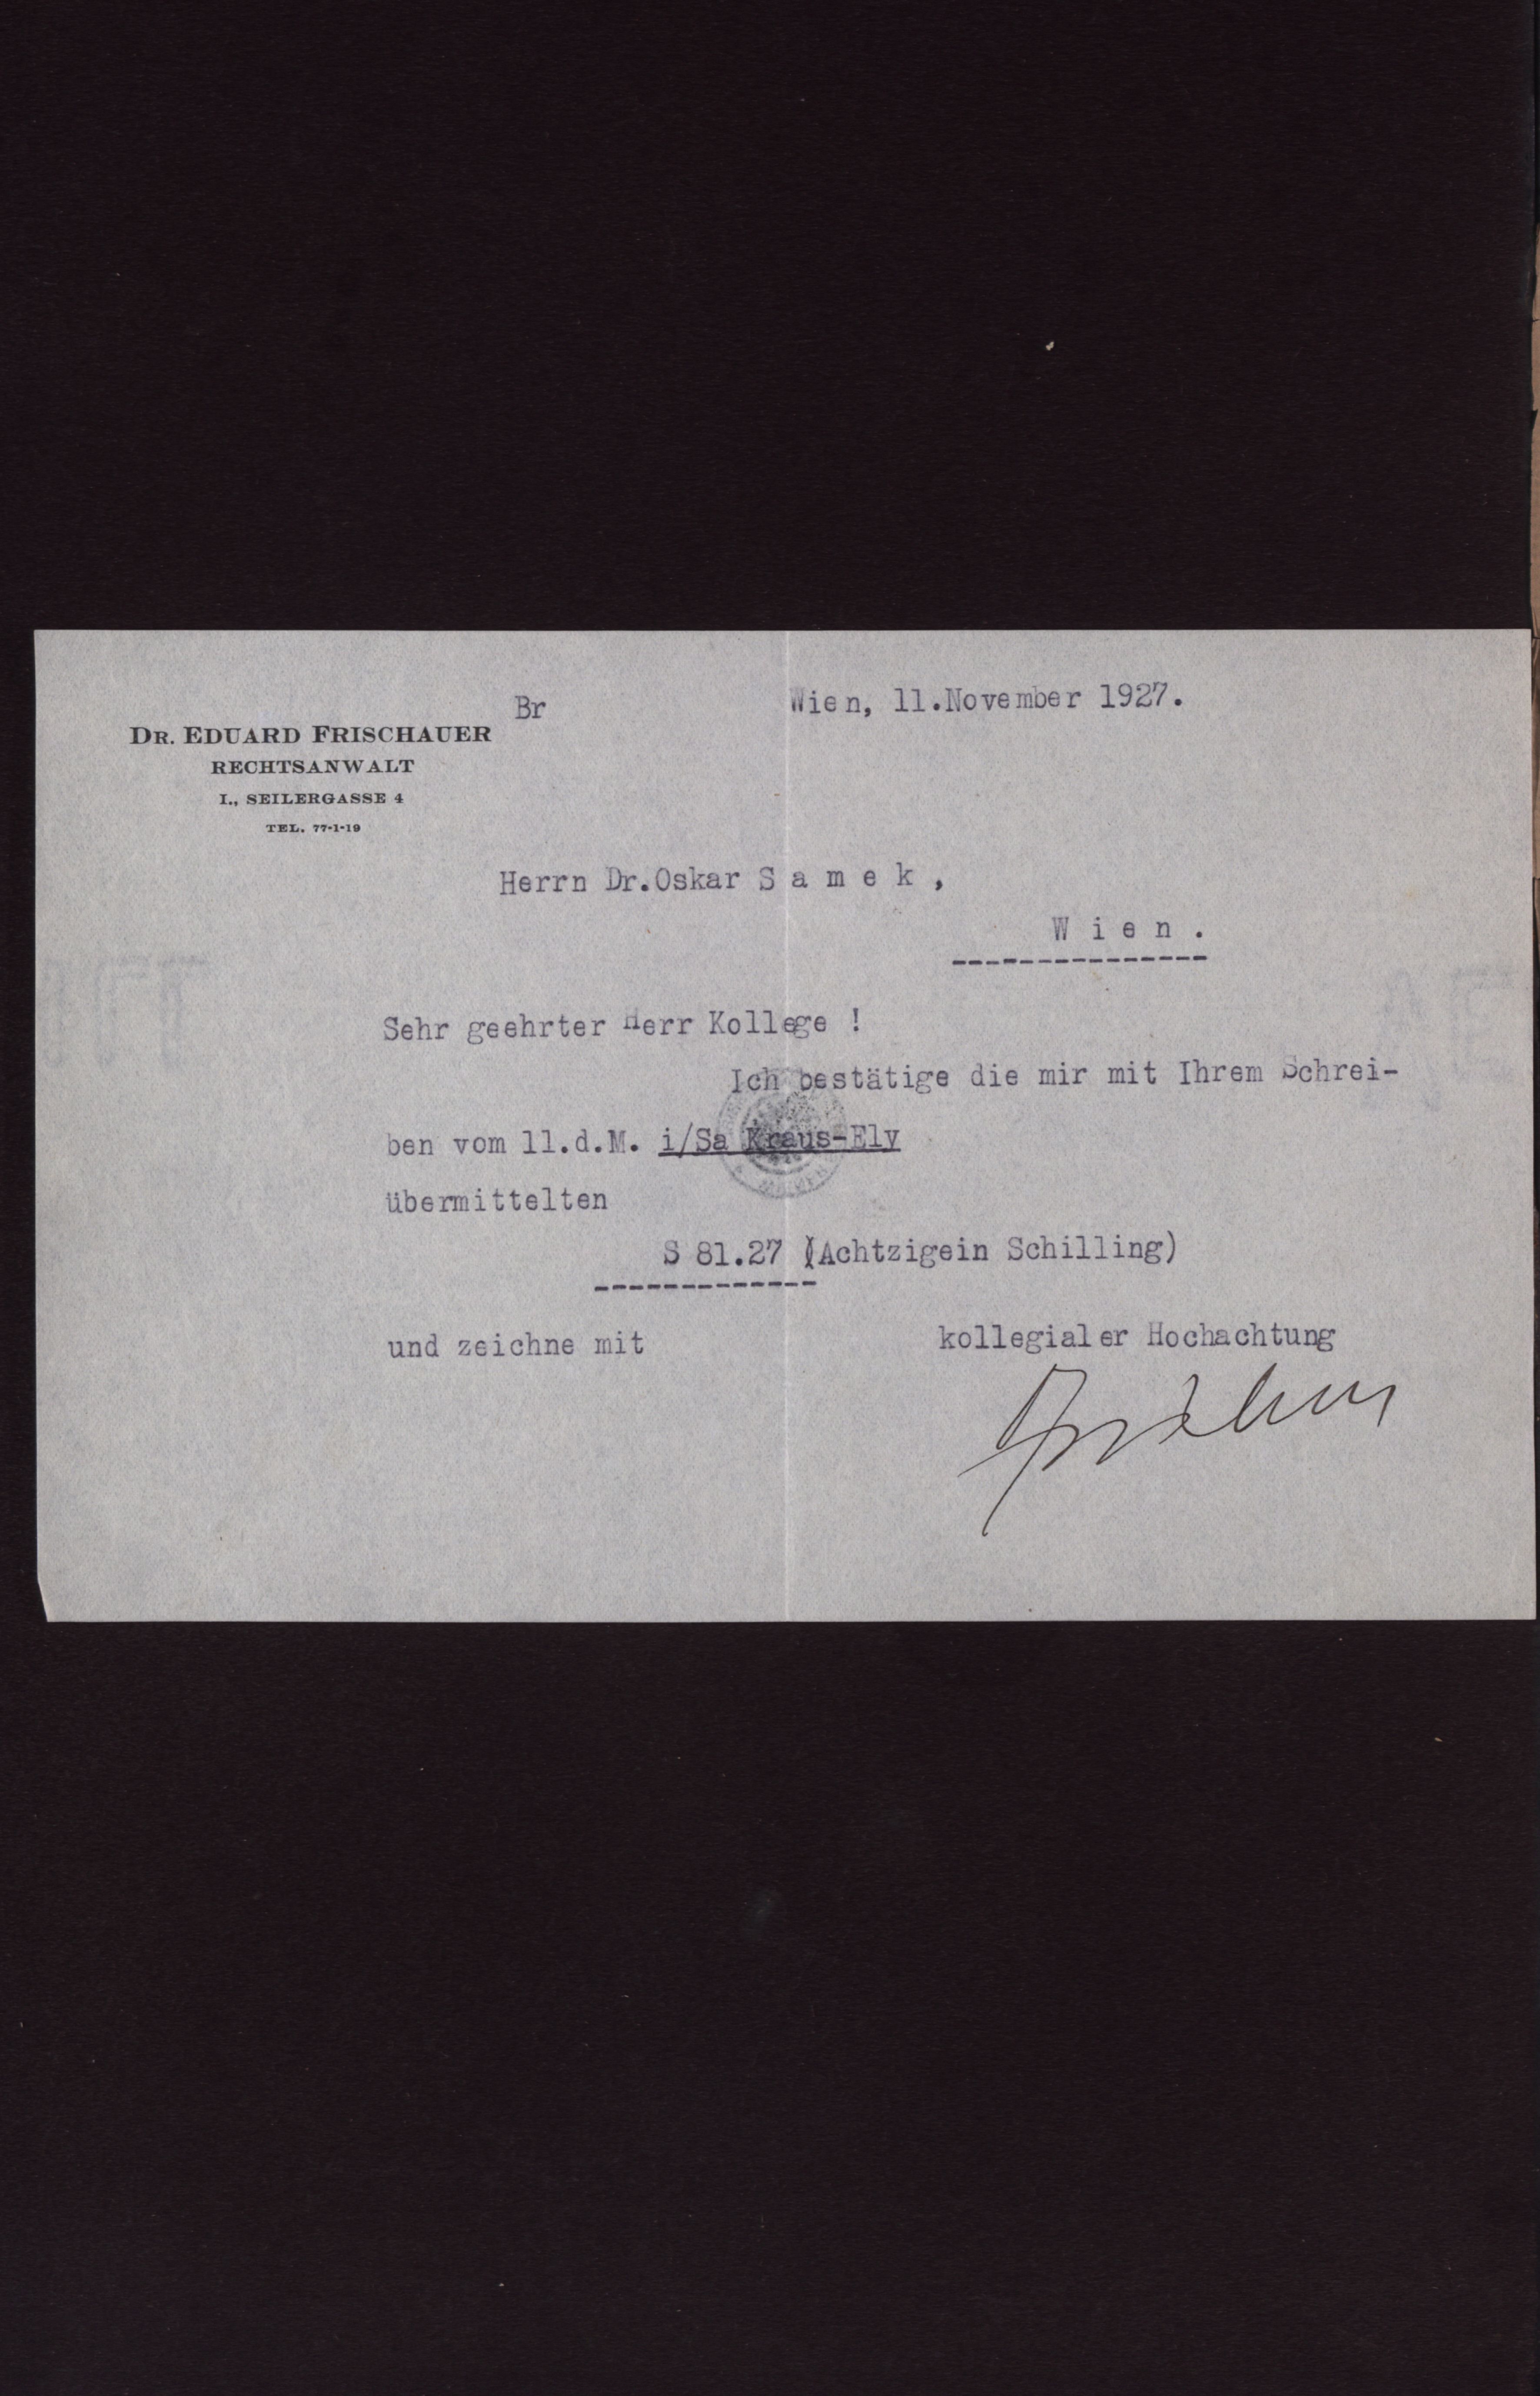 Br
Wien, 11.November 1927.
DR. EDUARD FRISCHAUER
RECHTSANWALT
I., SEILERGASSE 4
TEL. 77-1-19
Herrn Dr.Oskar S a m e k ,
W i e n .
Sehr geehrter Herr Kollege !
Ich bestätige die mir mit Ihrem Schrei-
ben vom 11.d.M. i/Sa Kraus-Ely
übermittelten
S 81.27 (Achtzigein Schilling)
und zeichne mit kollegialer Hochachtung